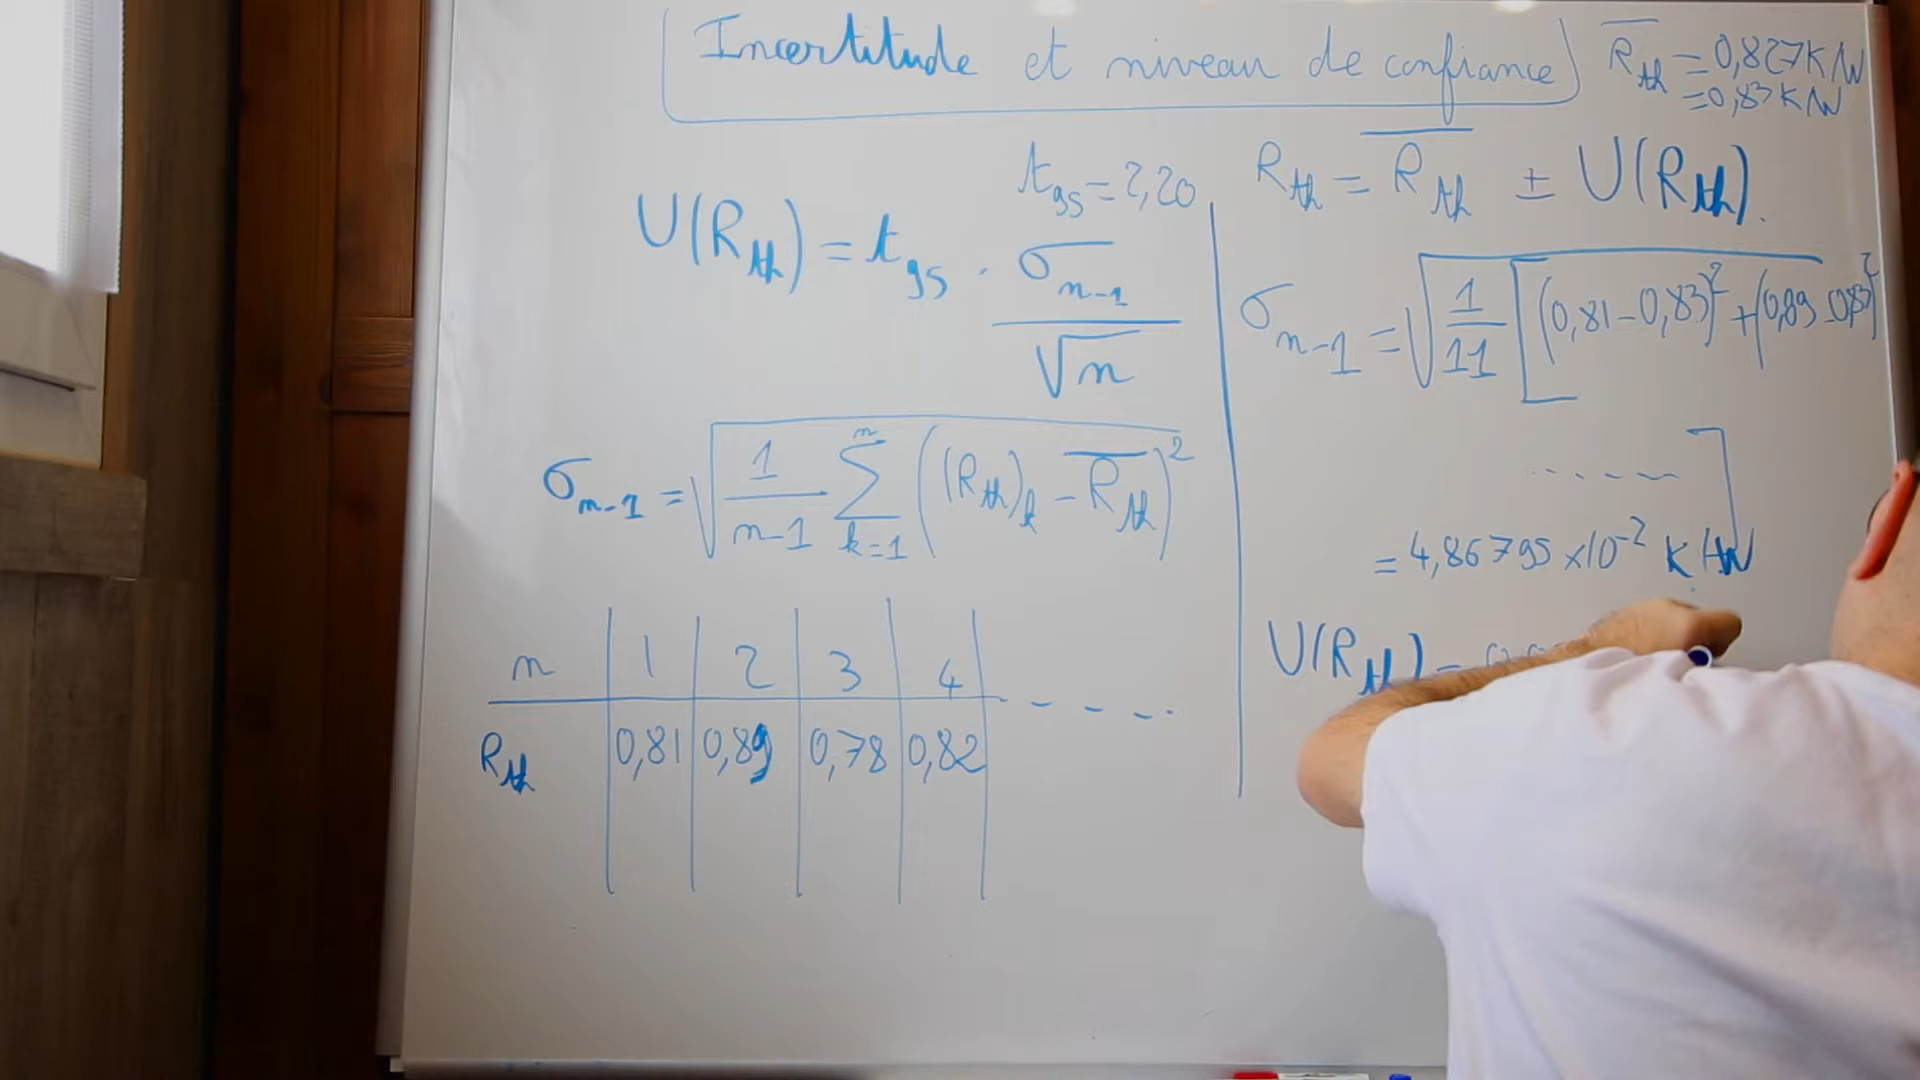 Incertitude et niveau de confiance
R̅th = 0,827 K/W
= 0,83 K/W
t95 = 2,20
U(Rth) = t95 · σn-1 / √n
σn-1 = √( 1/(n-1) Σ(k=1 → n) ((Rth)k - R̅th)² )
n | 1 | 2 | 3 | 4 | - - - -
Rth | 0,81 | 0,89 | 0,78 | 0,82
Rth = R̅th ± U(Rth).
σn-1 = √ 1/11 [(0,81-0,83)² + (0,89-0,83)²
...... ]
= 4,86795 × 10⁻² K/W
U(Rth) =